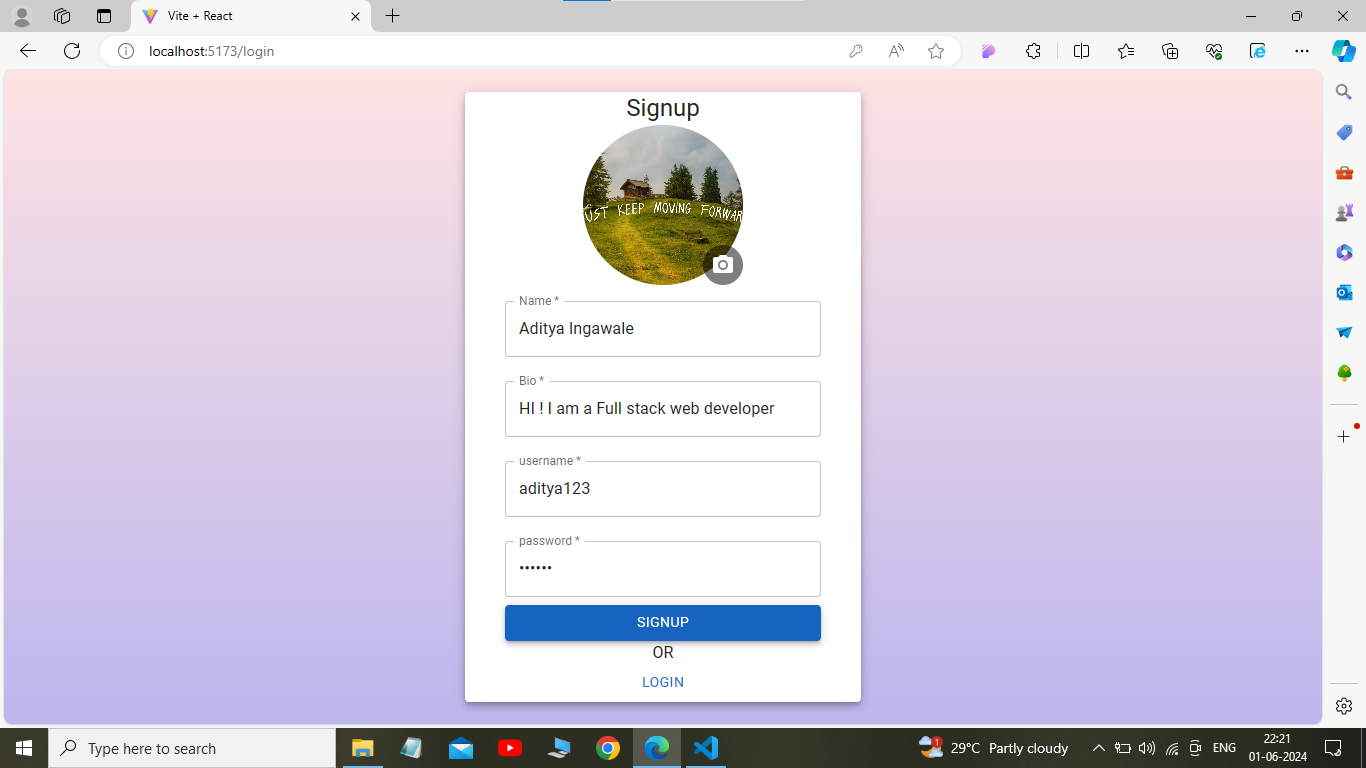 Vite + React
localhost:5173/login
Signup
UST KEEP MOVING FORWAR
Name *
Aditya Ingawale
Bio *
HI ! I am a Full stack web developer
username *
aditya123
password *
••••••
SIGNUP
OR
LOGIN
Type here to search
1
29°C Partly cloudy
ENG
22:21
01-06-2024